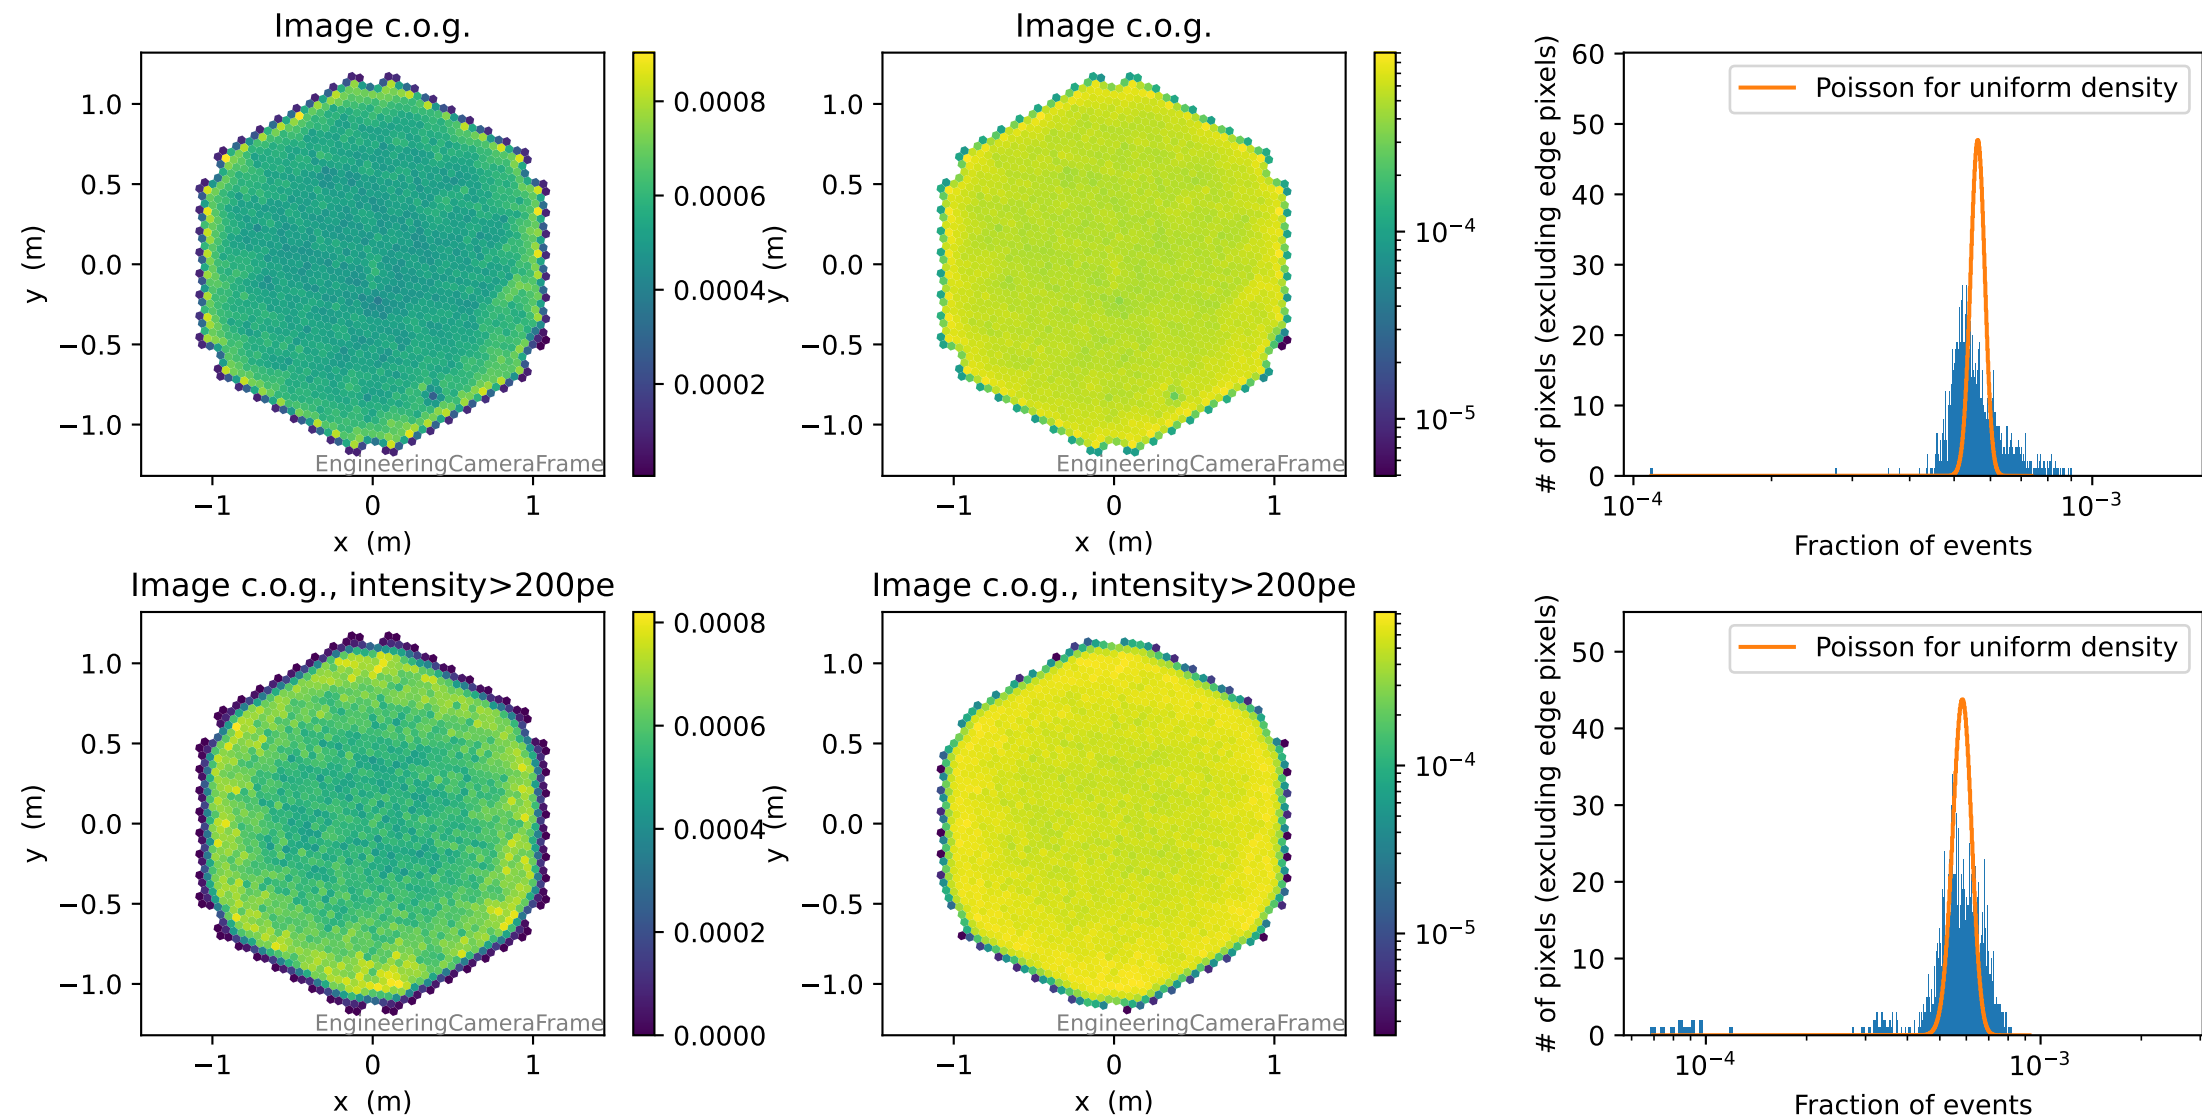 Image c.o.g.
1.0
0.5
0.0
−0.5
−1.0
y (m)
−1
0
1
x (m)
EngineeringCameraFrame
0.0008
0.0006
0.0004
0.0002
Image c.o.g.
1.0
0.5
0.0
−0.5
−1.0
y (m)
−1
0
1
x (m)
EngineeringCameraFrame
10⁻⁴
10⁻⁵
# of pixels (excluding edge pixels)
60
50
40
30
20
10
0
Poisson for uniform density
10⁻⁴
10⁻³
Fraction of events
Image c.o.g., intensity>200pe
1.0
0.5
0.0
−0.5
−1.0
y (m)
−1
0
1
x (m)
EngineeringCameraFrame
0.0008
0.0006
0.0004
0.0002
0.0000
Image c.o.g., intensity>200pe
1.0
0.5
0.0
−0.5
−1.0
y (m)
−1
0
1
x (m)
EngineeringCameraFrame
10⁻⁴
10⁻⁵
# of pixels (excluding edge pixels)
50
40
30
20
10
0
Poisson for uniform density
10⁻⁴
10⁻³
Fraction of events